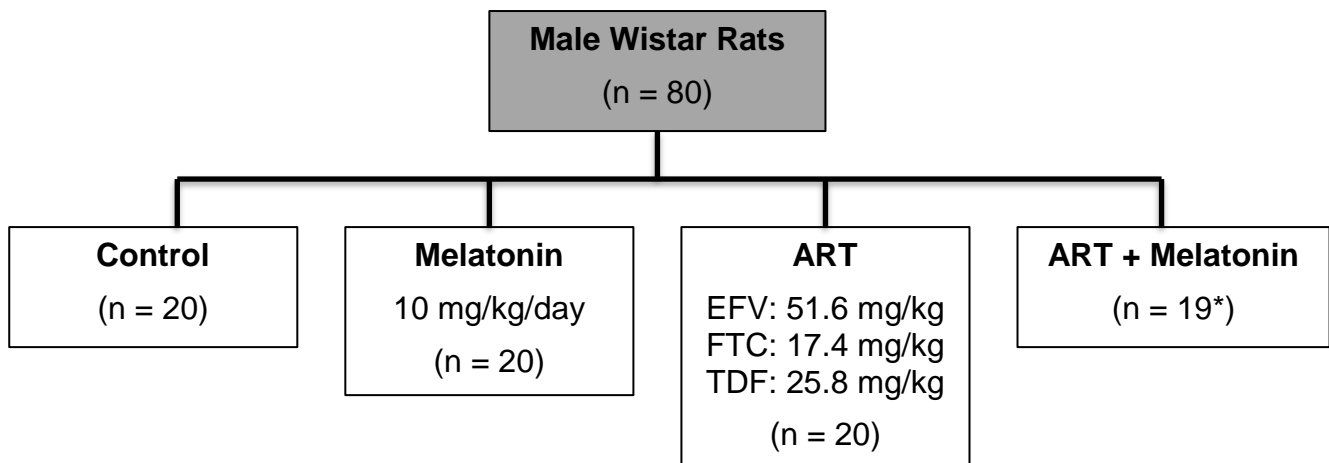 Male Wistar Rats
(n = 80)
Control
(n = 20)
Melatonin
10 mg/kg/day
(n = 20)
ART
EFV: 51.6 mg/kg
FTC: 17.4 mg/kg
TDF: 25.8 mg/kg
(n = 20)
ART + Melatonin
(n = 19*)